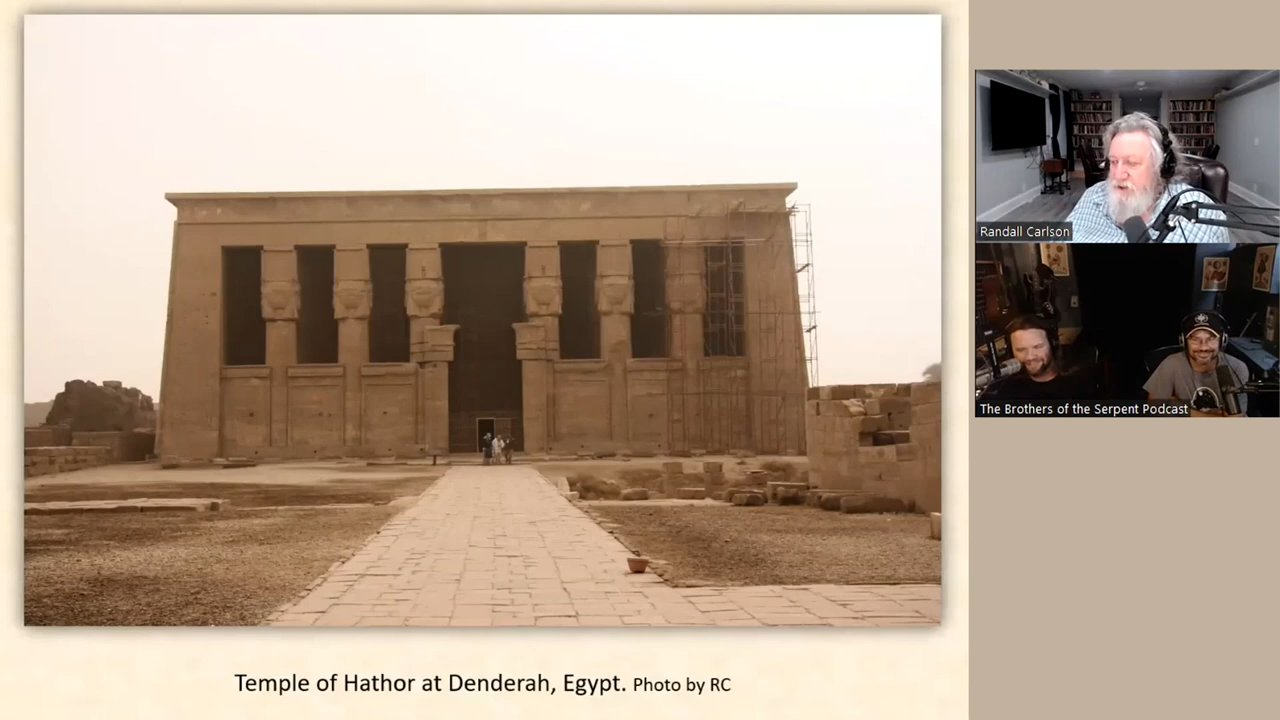 Randall Carlson
The Brothers of the Serpent Podcast
Temple of Hathor at Denderah, Egypt. Photo by RC